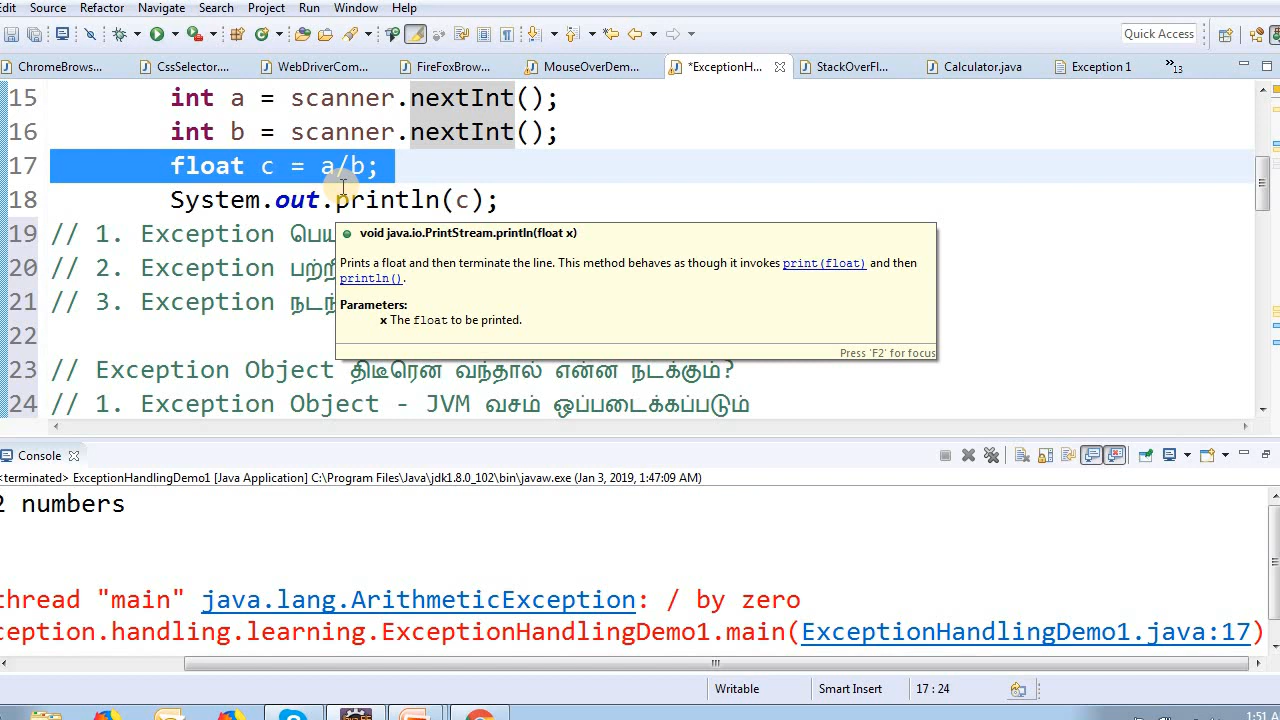 Edit Source Refactor Navigate Search Project Run Window Help
Quick Access
ChromeBrows... CssSelector.... WebDriverCom... FireFoxBrow... MouseOverDem... *ExceptionH... StackOverFl... Calculator.java Exception 1 »13
15 int a = scanner.nextInt();
16 int b = scanner.nextInt();
17 float c = a/b;
18 System.out.println(c);
19 // 1. Exception
20 // 2. Exception
21 // 3. Exception
void java.io.PrintStream.println(float x)
Prints a float and then terminate the line. This method behaves as though it invokes print(float) and then
println().
Parameters:
x The float to be printed.
Press 'F2' for focus
22
23 // Exception Object திடீரென வந்தால் என்ன நடக்கும்?
24 // 1. Exception Object - JVM வசம் ஒப்படைக்கப்படும்
Console
<terminated> ExceptionHandlingDemo1 [Java Application] C:\Program Files\Java\jdk1.8.0_102\bin\javaw.exe (Jan 3, 2019, 1:47:09 AM)
2 numbers
thread "main" java.lang.ArithmeticException: / by zero
ception.handling.learning.ExceptionHandlingDemo1.main(ExceptionHandlingDemo1.java:17)
Writable Smart Insert 17 : 24
1:51 AM